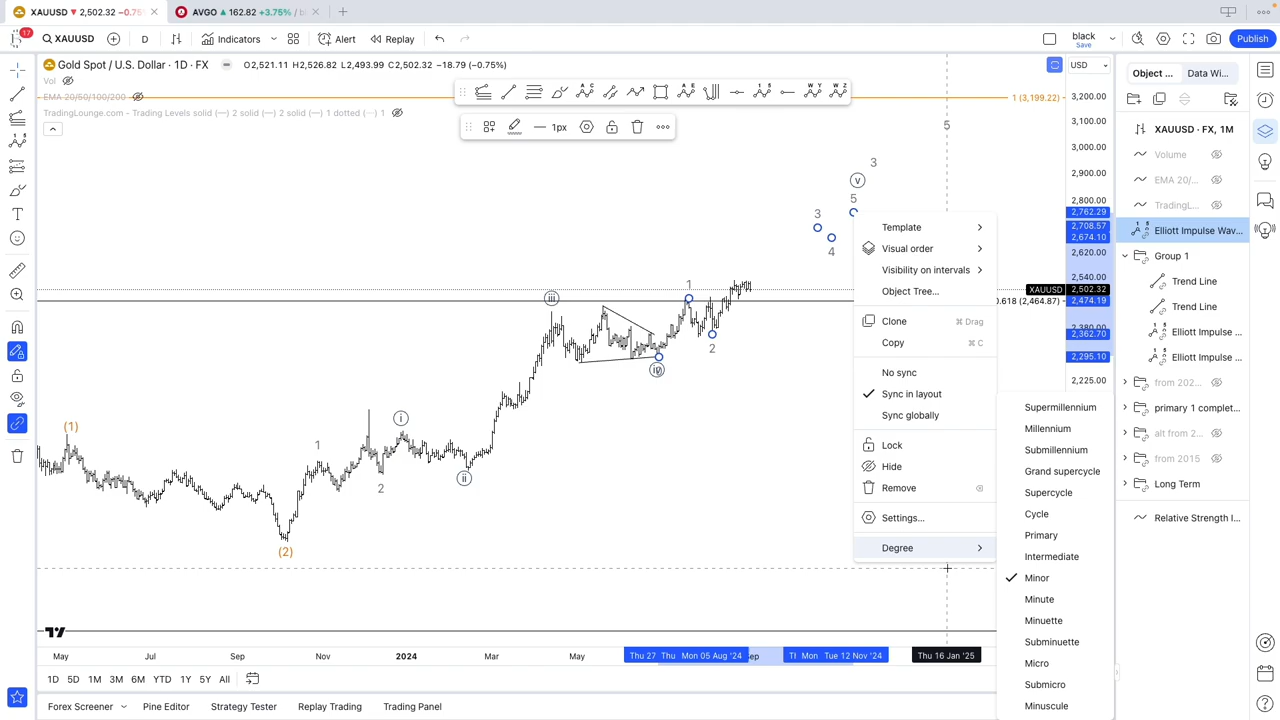 XAUUSD ▼ 2,502.32 −0.75%
AVGO ▲ 162.82 +3.75% / b
17
XAUUSD
D
Indicators
Alert
Replay
black
Save
Publish
Gold Spot / U.S. Dollar · 1D · FX
O2,521.11 H2,526.82 L2,493.99 C2,502.32 −18.79 (−0.75%)
USD
Object ...
Data Wi...
Vol
EMA 20/50/100/200
TradingLounge.com - Trading Levels solid (—) 2 solid (—) 2 solid (—) 1 dotted (—) 1
1px
1 (3,199.22)
3,200.00
3,100.00
3,000.00
2,900.00
2,800.00
2,762.29
2,708.57
2,674.10
2,620.00
2,540.00
XAUUSD 2,502.32
0.618 (2,464.87)
2,474.19
2,380.00
2,362.70
2,295.10
2,225.00
5
3
v
5
3
4
1
2
iii
iv
(1)
1
i
2
ii
(2)
Template
Visual order
Visibility on intervals
Object Tree...
Clone ⌘ Drag
Copy ⌘ C
No sync
Sync in layout
Sync globally
Lock
Hide
Remove
Settings...
Degree
Supermillennium
Millennium
Submillennium
Grand supercycle
Supercycle
Cycle
Primary
Intermediate
Minor
Minute
Minuette
Subminuette
Micro
Submicro
Minuscule
XAUUSD · FX, 1M
Volume
EMA 20/...
TradingL...
Elliott Impulse Wav...
Group 1
Trend Line
Trend Line
Elliott Impulse ...
Elliott Impulse ...
from 202...
primary 1 complet...
alt from 2...
from 2015
Long Term
Relative Strength I...
May
Jul
Sep
Nov
2024
Mar
May
Thu 27
Thu
Mon 05 Aug '24
Sep
Mon
Tue 12 Nov '24
Thu 16 Jan '25
1D 5D 1M 3M 6M YTD 1Y 5Y All
Forex Screener
Pine Editor
Strategy Tester
Replay Trading
Trading Panel